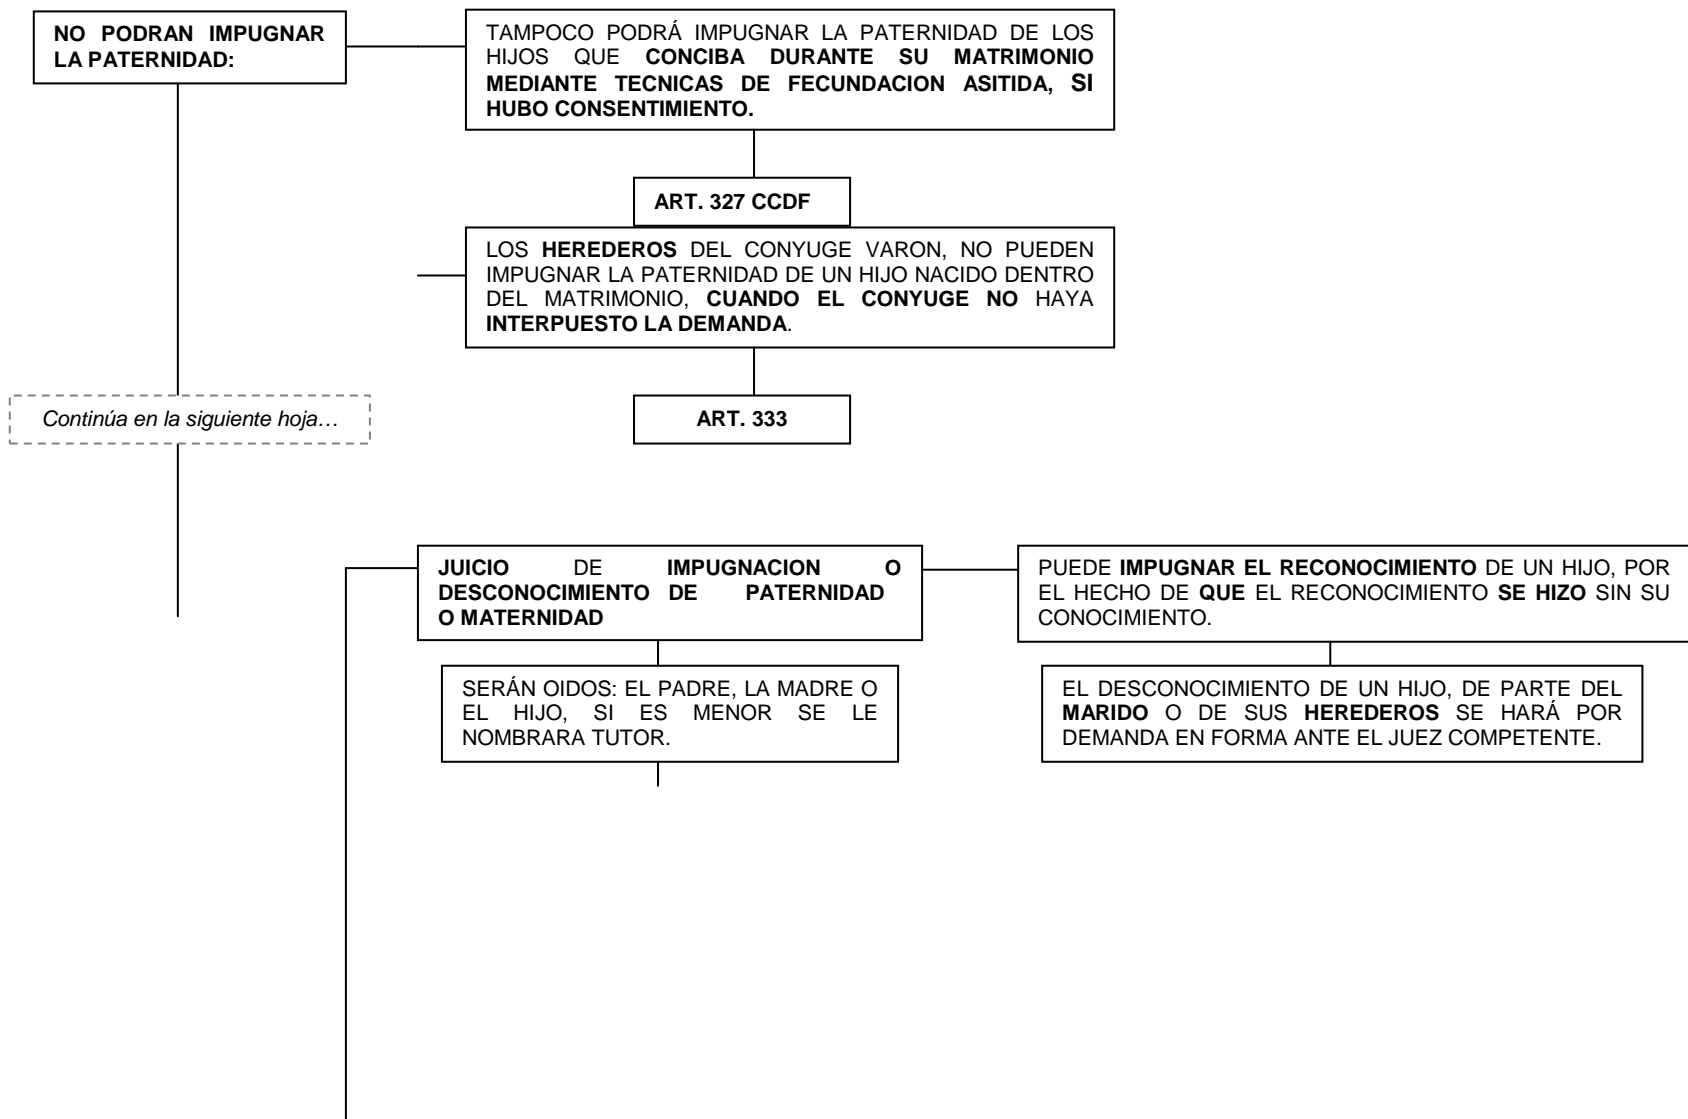 NO PODRAN IMPUGNAR
LA PATERNIDAD:
TAMPOCO PODRÁ IMPUGNAR LA PATERNIDAD DE LOS
HIJOS QUE CONCIBA DURANTE SU MATRIMONIO
MEDIANTE TECNICAS DE FECUNDACION ASITIDA, SI
HUBO CONSENTIMIENTO.
ART. 327 CCDF
LOS HEREDEROS DEL CONYUGE VARON, NO PUEDEN
IMPUGNAR LA PATERNIDAD DE UN HIJO NACIDO DENTRO
DEL MATRIMONIO, CUANDO EL CONYUGE NO HAYA
INTERPUESTO LA DEMANDA.
Continúa en la siguiente hoja…
ART. 333
JUICIO DE IMPUGNACION O
DESCONOCIMIENTO DE PATERNIDAD
O MATERNIDAD
PUEDE IMPUGNAR EL RECONOCIMIENTO DE UN HIJO, POR
EL HECHO DE QUE EL RECONOCIMIENTO SE HIZO SIN SU
CONOCIMIENTO.
SERÁN OIDOS: EL PADRE, LA MADRE O
EL HIJO, SI ES MENOR SE LE
NOMBRARA TUTOR.
EL DESCONOCIMIENTO DE UN HIJO, DE PARTE DEL
MARIDO O DE SUS HEREDEROS SE HARÁ POR
DEMANDA EN FORMA ANTE EL JUEZ COMPETENTE.